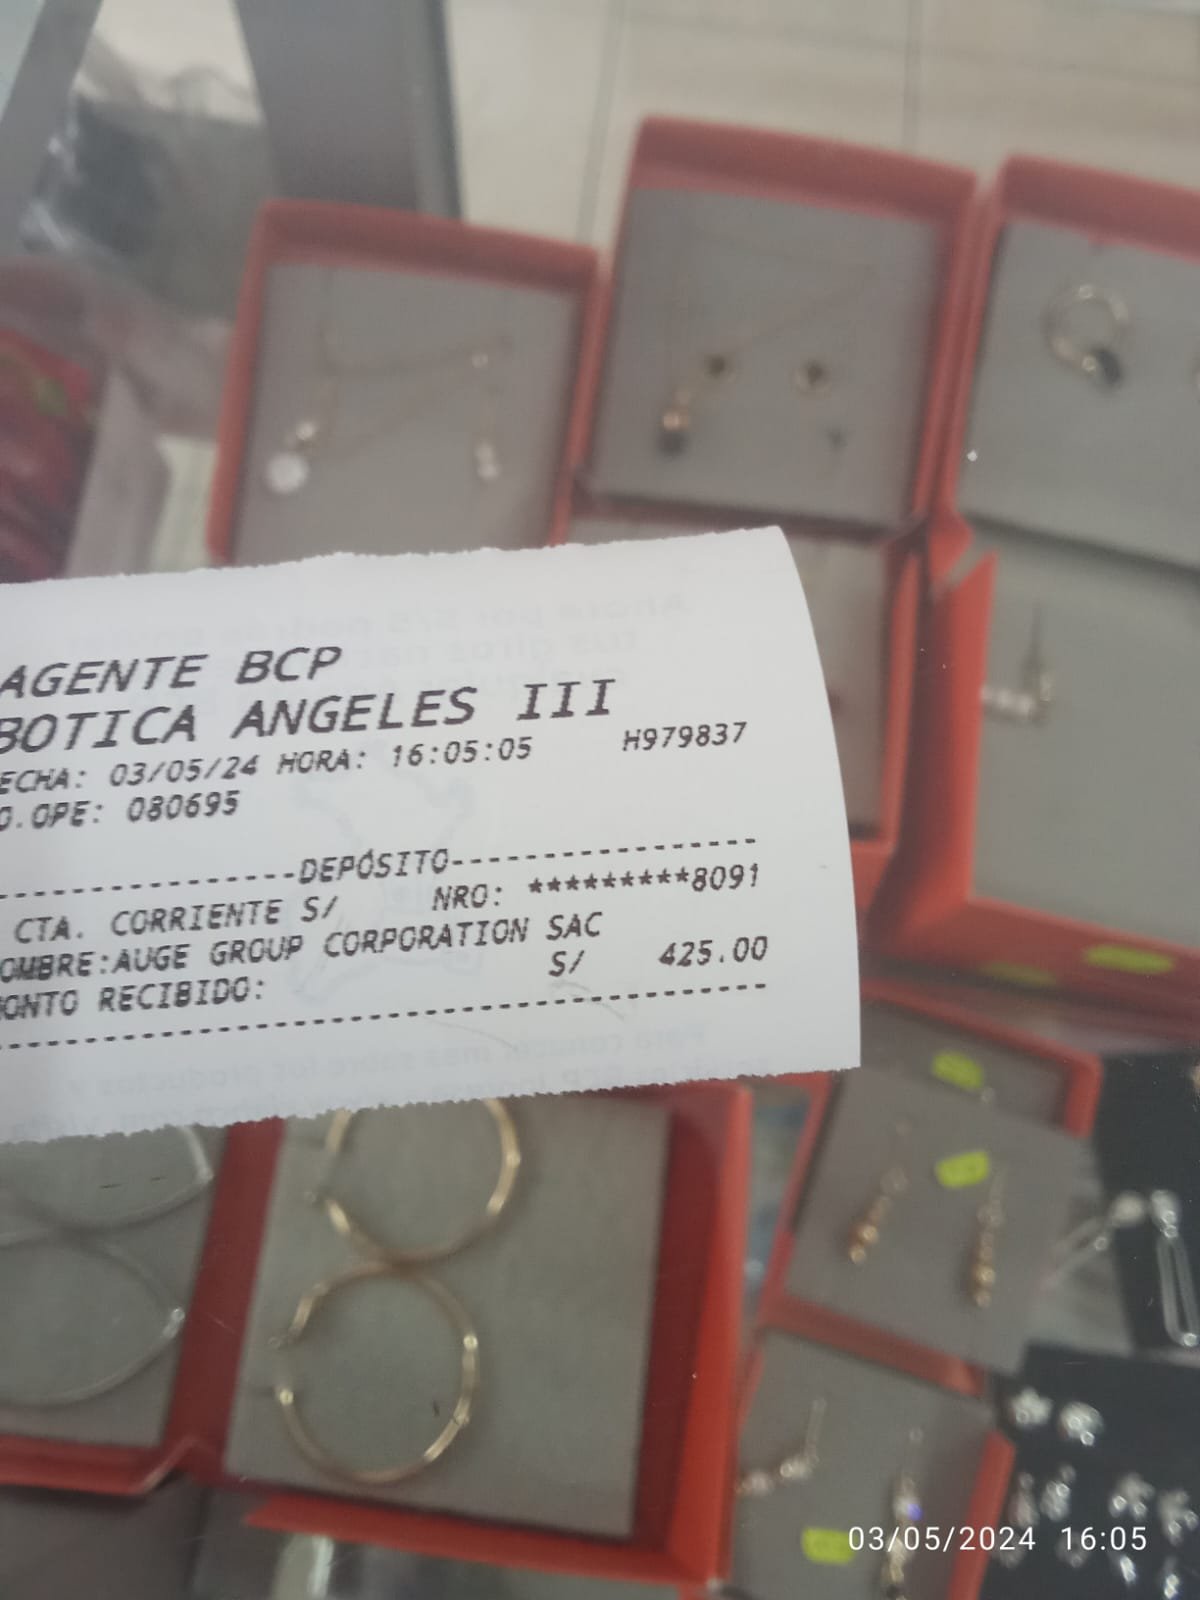 AGENTE BCP
BOTICA ANGELES III
ECHA: 03/05/24 HORA: 16:05:05 H979837
O.OPE: 080695
----------------DEPÓSITO-----------------
CTA. CORRIENTE S/ NRO: *********8091
OMBRE:AUGE GROUP CORPORATION SAC
ONTO RECIBIDO: S/ 425.00
03/05/2024 16:05